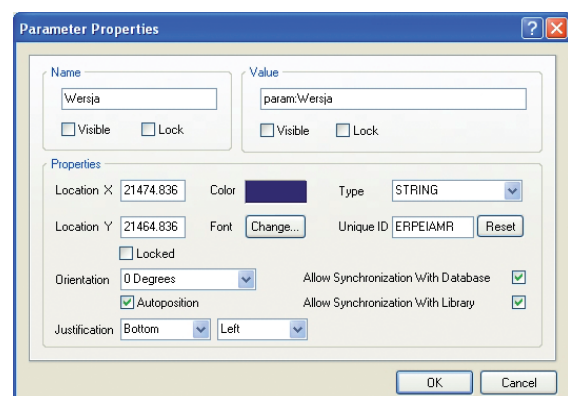 Parameter Properties
Name
Wersja
Visible Lock
Value
param:Wersja
Visible Lock
Properties
Location X 21474.836 Color Type STRING
Location Y 21464.836 Font Change... Unique ID ERPEIAMR Reset
Locked
Orientation 0 Degrees Allow Synchronization With Database
Autoposition Allow Synchronization With Library
Justification Bottom Left
OK Cancel